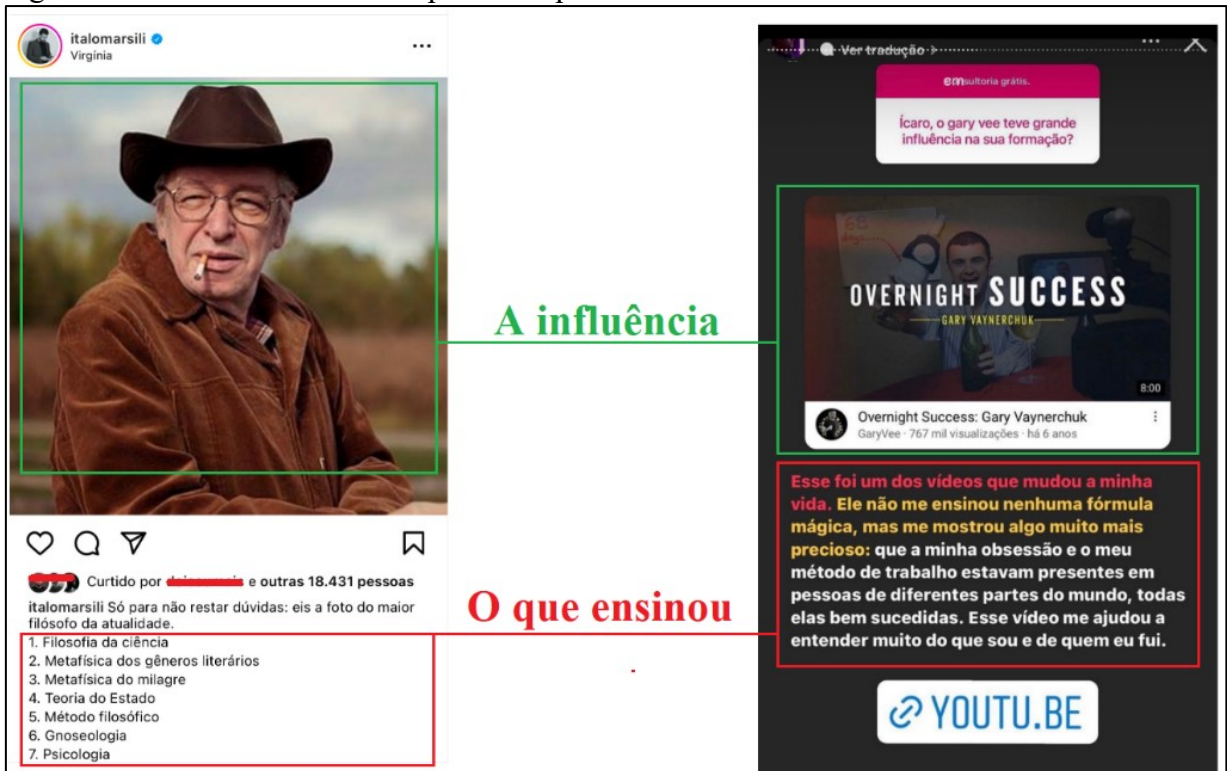 italomarsili
Virgínia
A influência
O que ensinou
Curtido por e outras 18.431 pessoas
italomarsili Só para não restar dúvidas: eis a foto do maior
filósofo da atualidade.
1. Filosofia da ciência
2. Metafísica dos gêneros literários
3. Metafísica do milagre
4. Teoria do Estado
5. Método filosófico
6. Gnoseologia
7. Psicologia
Ver tradução
emsultoria grátis.
Ícaro, o gary vee teve grande
influência na sua formação?
68
days
OVERNIGHT SUCCESS
GARY VAYNERCHUK
8:00
Overnight Success: Gary Vaynerchuk
GaryVee · 767 mil visualizações · há 6 anos
Esse foi um dos vídeos que mudou a minha
vida. Ele não me ensinou nenhuma fórmula
mágica, mas me mostrou algo muito mais
precioso: que a minha obsessão e o meu
método de trabalho estavam presentes em
pessoas de diferentes partes do mundo, todas
elas bem sucedidas. Esse vídeo me ajudou a
entender muito do que sou e de quem eu fui.
YOUTU.BE